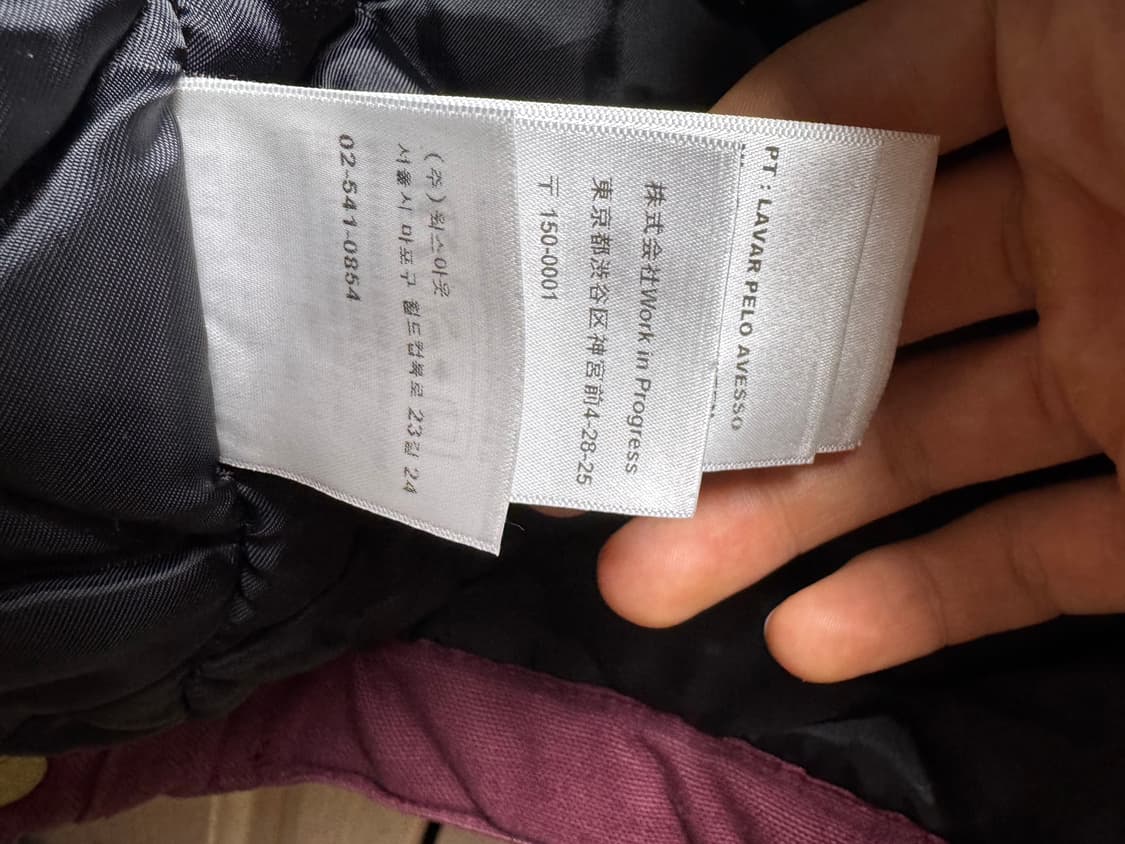 (주)웍스아웃
서울시 마포구 월드컵북로 23길 24
02-541-0854
株式会社Work in Progress
東京都渋谷区神宮前4-28-25
〒 150-0001
PT : LAVAR PELO AVESSO